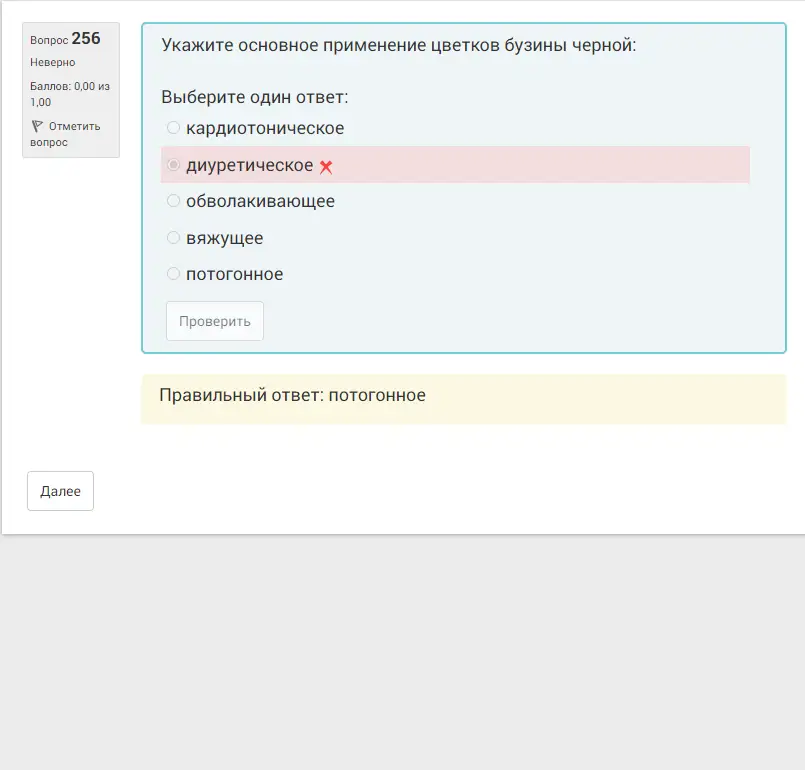 Вопрос 256
Неверно
Баллов: 0,00 из
1,00
Отметить
вопрос
Укажите основное применение цветков бузины черной:
Выберите один ответ:
кардиотоническое
диуретическое
обволакивающее
вяжущее
потогонное
Проверить
Правильный ответ: потогонное
Далее